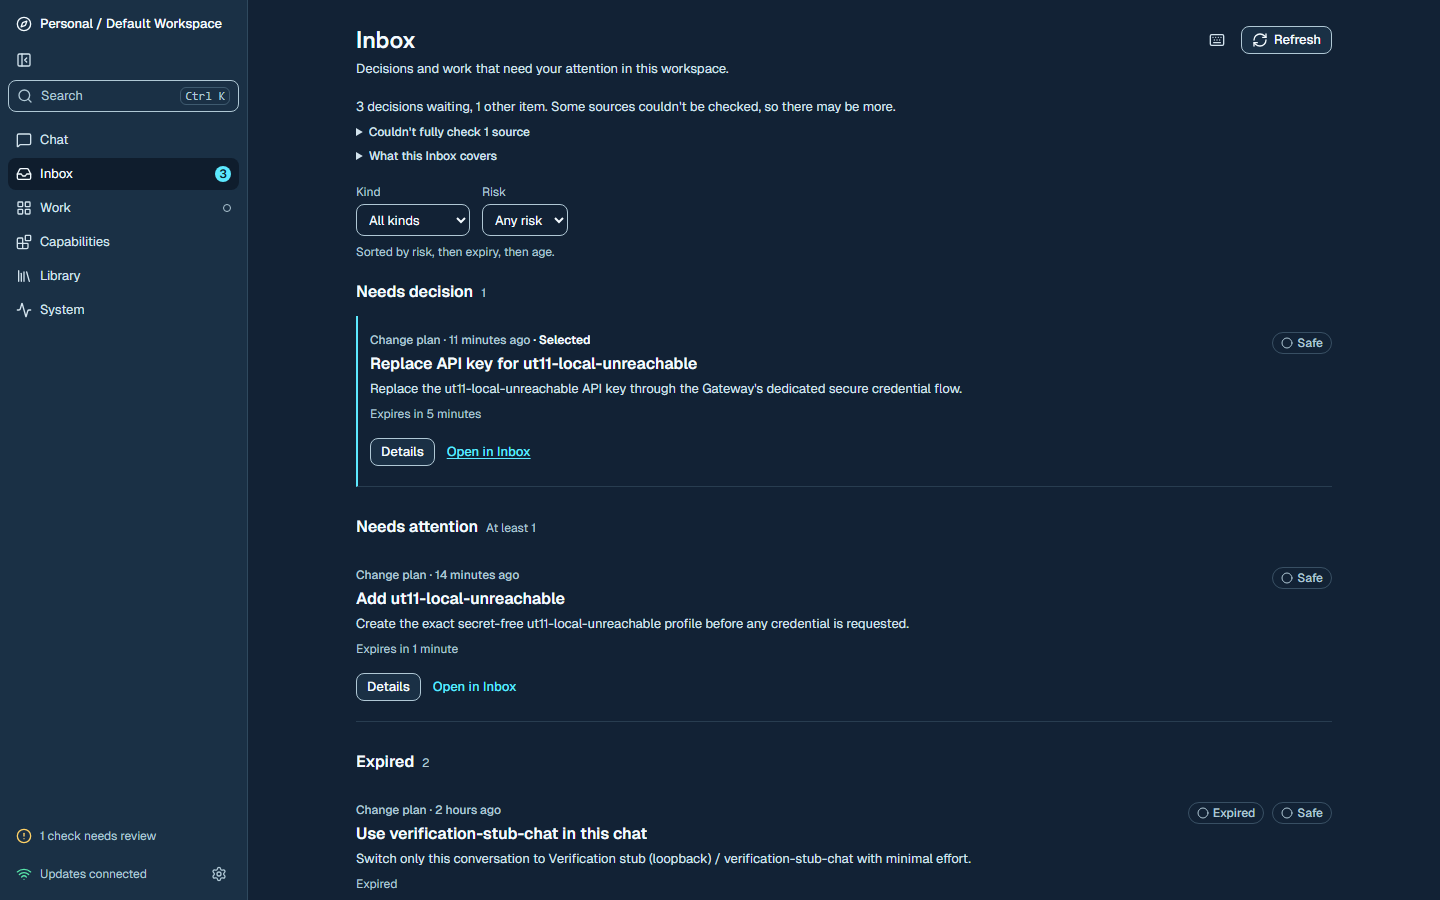 Personal / Default Workspace
Search
Ctrl K
Chat
Inbox
3
Work
Capabilities
Library
System
1 check needs review
Updates connected
Inbox
Refresh
Decisions and work that need your attention in this workspace.
3 decisions waiting, 1 other item. Some sources couldn't be checked, so there may be more.
Couldn't fully check 1 source
What this Inbox covers
Kind
Risk
All kinds
Any risk
Sorted by risk, then expiry, then age.
Needs decision 1
Change plan · 11 minutes ago · Selected
Safe
Replace API key for ut11-local-unreachable
Replace the ut11-local-unreachable API key through the Gateway's dedicated secure credential flow.
Expires in 5 minutes
Details
Open in Inbox
Needs attention At least 1
Change plan · 14 minutes ago
Safe
Add ut11-local-unreachable
Create the exact secret-free ut11-local-unreachable profile before any credential is requested.
Expires in 1 minute
Details
Open in Inbox
Expired 2
Change plan · 2 hours ago
Expired
Safe
Use verification-stub-chat in this chat
Switch only this conversation to Verification stub (loopback) / verification-stub-chat with minimal effort.
Expired